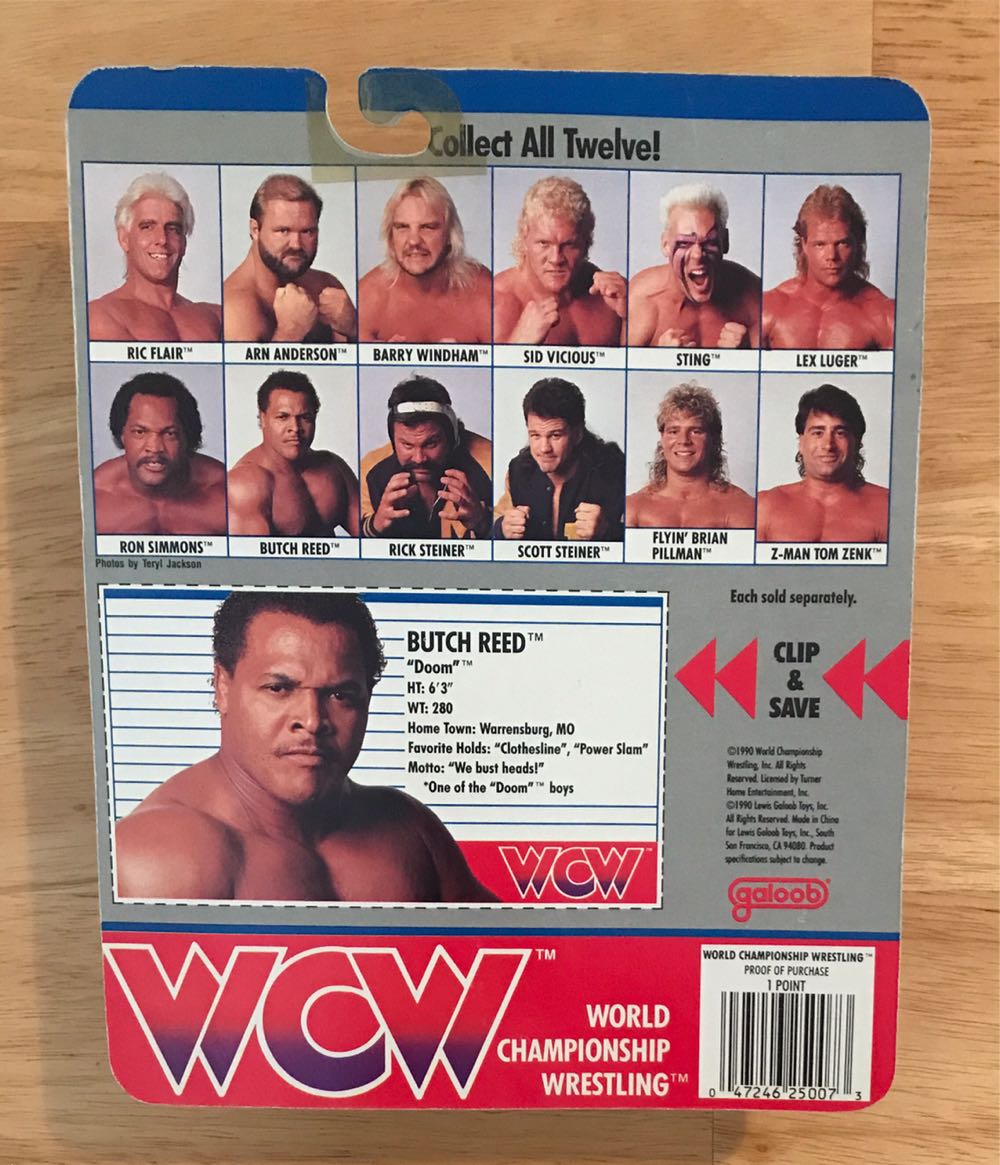 Collect All Twelve!
RIC FLAIR™
ARN ANDERSON™
BARRY WINDHAM™
SID VICIOUS™
STING™
LEX LUGER™
RON SIMMONS™
BUTCH REED™
RICK STEINER™
SCOTT STEINER™
FLYIN' BRIAN
PILLMAN™
Z-MAN TOM ZENK™
Photos by Teryl Jackson
Each sold separately.
BUTCH REED™
"Doom"™
HT: 6'3"
WT: 280
Home Town: Warrensburg, MO
Favorite Holds: "Clothesline", "Power Slam"
Motto: "We bust heads!"
*One of the "Doom"™ boys
WCW™
CLIP
&
SAVE
©1990 World Championship
Wrestling, Inc. All Rights
Reserved. Licensed by Turner
Home Entertainment, Inc.
©1990 Lewis Galoob Toys, Inc.
All Rights Reserved. Made in China
for Lewis Galoob Toys, Inc., South
San Francisco, CA 94080. Product
specifications subject to change.
galoob®
WCW™
WORLD
CHAMPIONSHIP
WRESTLING™
WORLD CHAMPIONSHIP WRESTLING™
PROOF OF PURCHASE
1 POINT
0 47246 25007 3